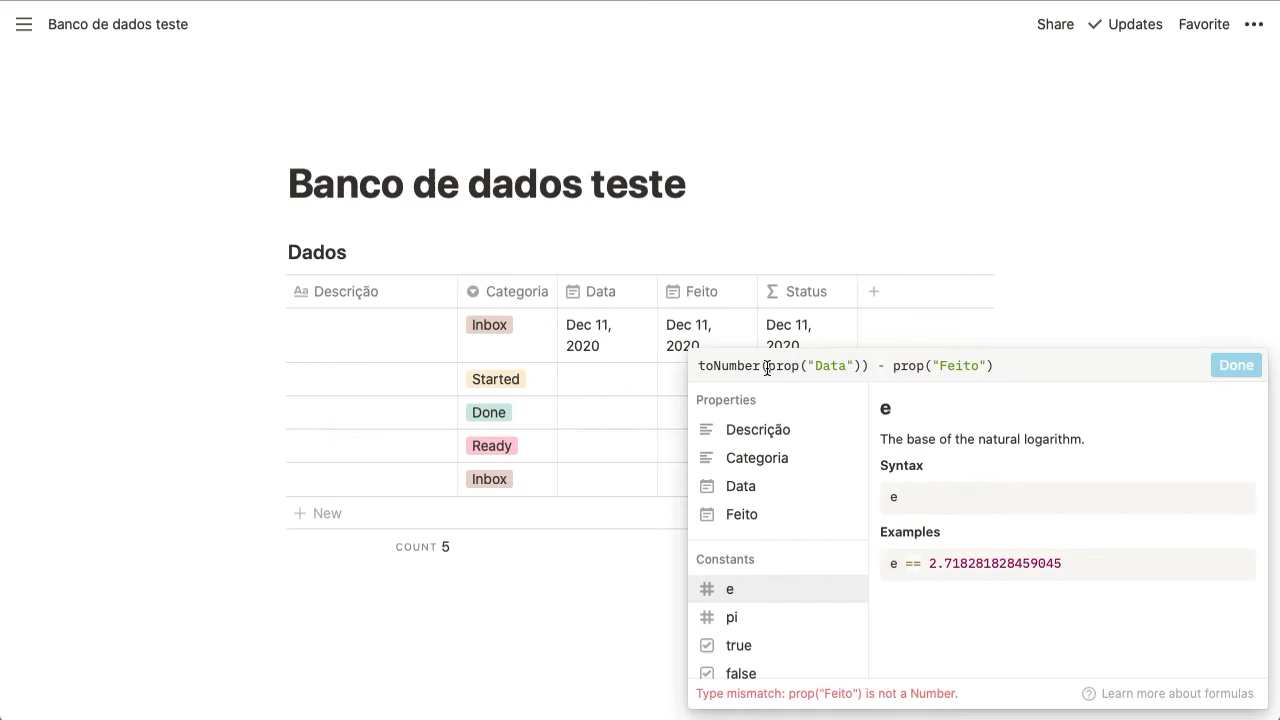 Banco de dados teste
Share Updates Favorite
Banco de dados teste
Dados
Aa Descrição Categoria Data Feito Σ Status
Inbox Dec 11, 2020 Dec 11, 2020 Dec 11, 2020
Started
Done
Ready
Inbox
New
COUNT 5
toNumber(prop("Data")) - prop("Feito") Done
Properties
Descrição
Categoria
Data
Feito
Constants
e
pi
true
false
e
The base of the natural logarithm.
Syntax
e
Examples
e == 2.718281828459045
Type mismatch: prop("Feito") is not a Number.
Learn more about formulas